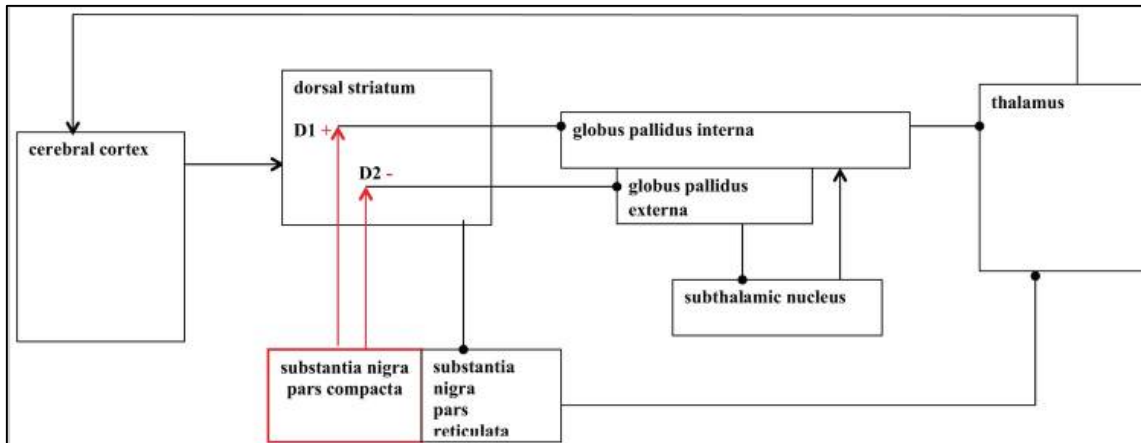 dorsal striatum
thalamus
D1 +
globus pallidus interna
cerebral cortex
D2 -
globus pallidus
externa
subthalamic nucleus
substantia nigra
pars compacta
substantia
nigra
pars
reticulata